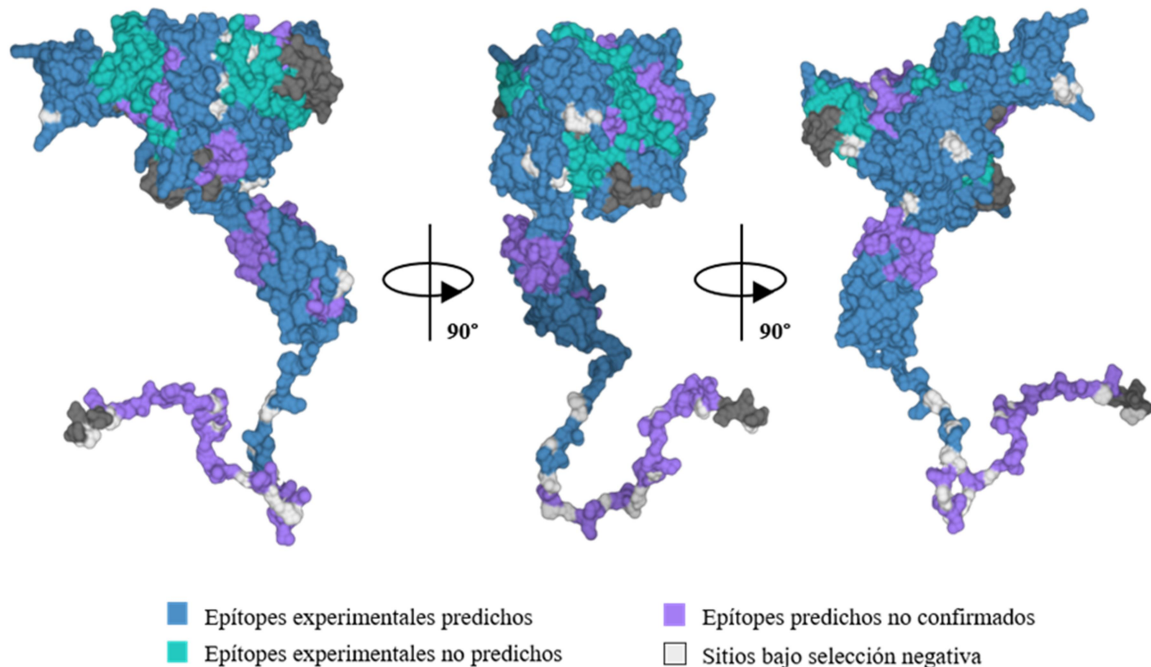 90°
90°
Epítopes experimentales predichos
Epítopes predichos no confirmados
Epítopes experimentales no predichos
Sitios bajo selección negativa